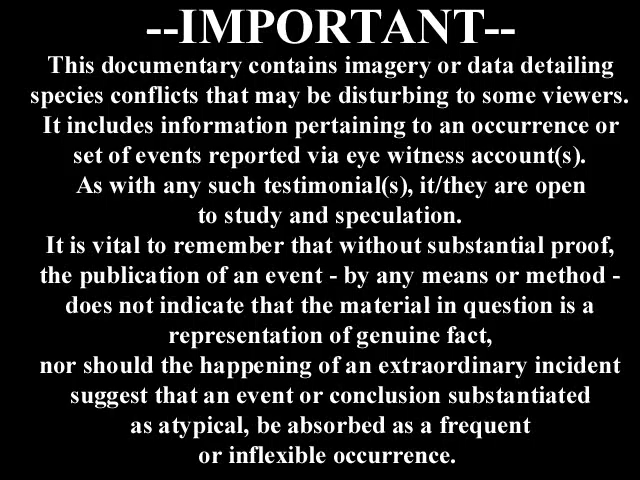 --IMPORTANT--
This documentary contains imagery or data detailing
species conflicts that may be disturbing to some viewers.
It includes information pertaining to an occurrence or
set of events reported via eye witness account(s).
As with any such testimonial(s), it/they are open
to study and speculation.
It is vital to remember that without substantial proof,
the publication of an event - by any means or method -
does not indicate that the material in question is a
representation of genuine fact,
nor should the happening of an extraordinary incident
suggest that an event or conclusion substantiated
as atypical, be absorbed as a frequent
or inflexible occurrence.